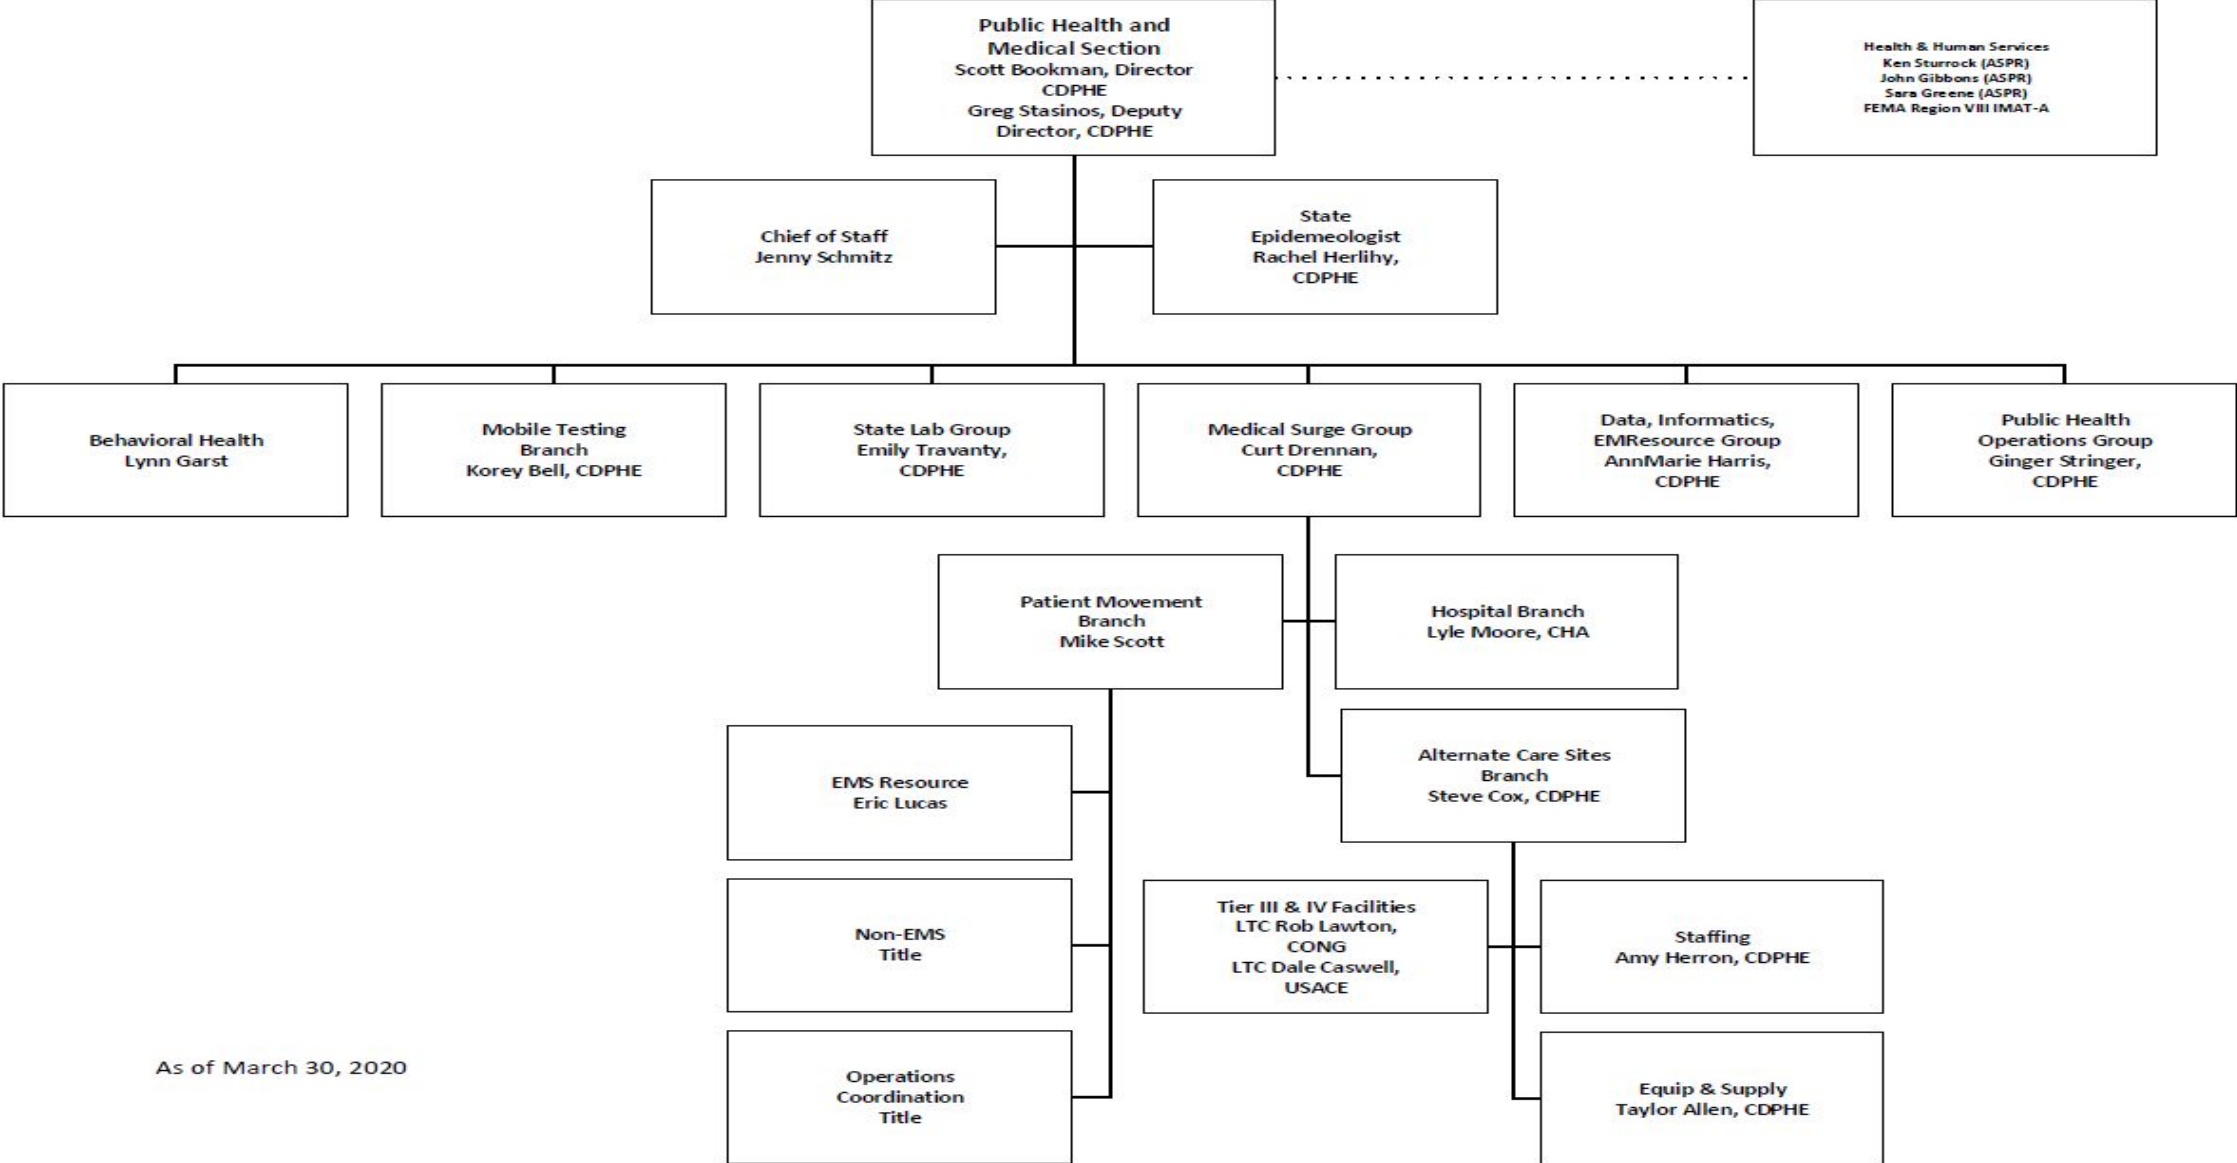 Public Health and
Medical Section
Scott Bookman, Director
CDPHE
Greg Stasinos, Deputy
Director, CDPHE
Health & Human Services
Ken Sturrock (ASPR)
John Gibbons (ASPR)
Sara Greene (ASPR)
FEMA Region VIII IMAT-A
Chief of Staff
Jenny Schmitz
State
Epidemeologist
Rachel Herlihy,
CDPHE
Behavioral Health
Lynn Garst
Mobile Testing
Branch
Korey Bell, CDPHE
State Lab Group
Emily Travanty,
CDPHE
Medical Surge Group
Curt Drennan,
CDPHE
Data, Informatics,
EMResource Group
AnnMarie Harris,
CDPHE
Public Health
Operations Group
Ginger Stringer,
CDPHE
Patient Movement
Branch
Mike Scott
Hospital Branch
Lyle Moore, CHA
Alternate Care Sites
Branch
Steve Cox, CDPHE
EMS Resource
Eric Lucas
Non-EMS
Title
Operations
Coordination
Title
Tier III & IV Facilities
LTC Rob Lawton,
CONG
LTC Dale Caswell,
USACE
Staffing
Amy Herron, CDPHE
Equip & Supply
Taylor Allen, CDPHE
As of March 30, 2020